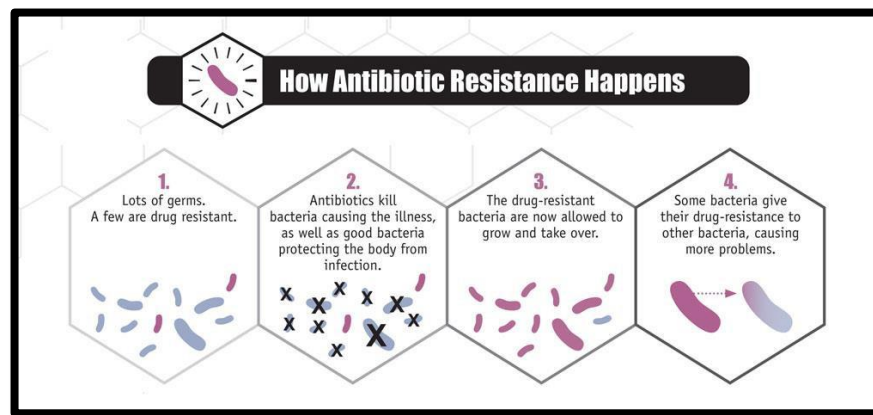 How Antibiotic Resistance Happens
1.
Lots of germs.
A few are drug resistant.
2.
Antibiotics kill
bacteria causing the illness,
as well as good bacteria
protecting the body from
infection.
X X X X X X X X X X
3.
The drug-resistant
bacteria are now allowed to
grow and take over.
4.
Some bacteria give
their drug-resistance to
other bacteria, causing
more problems.